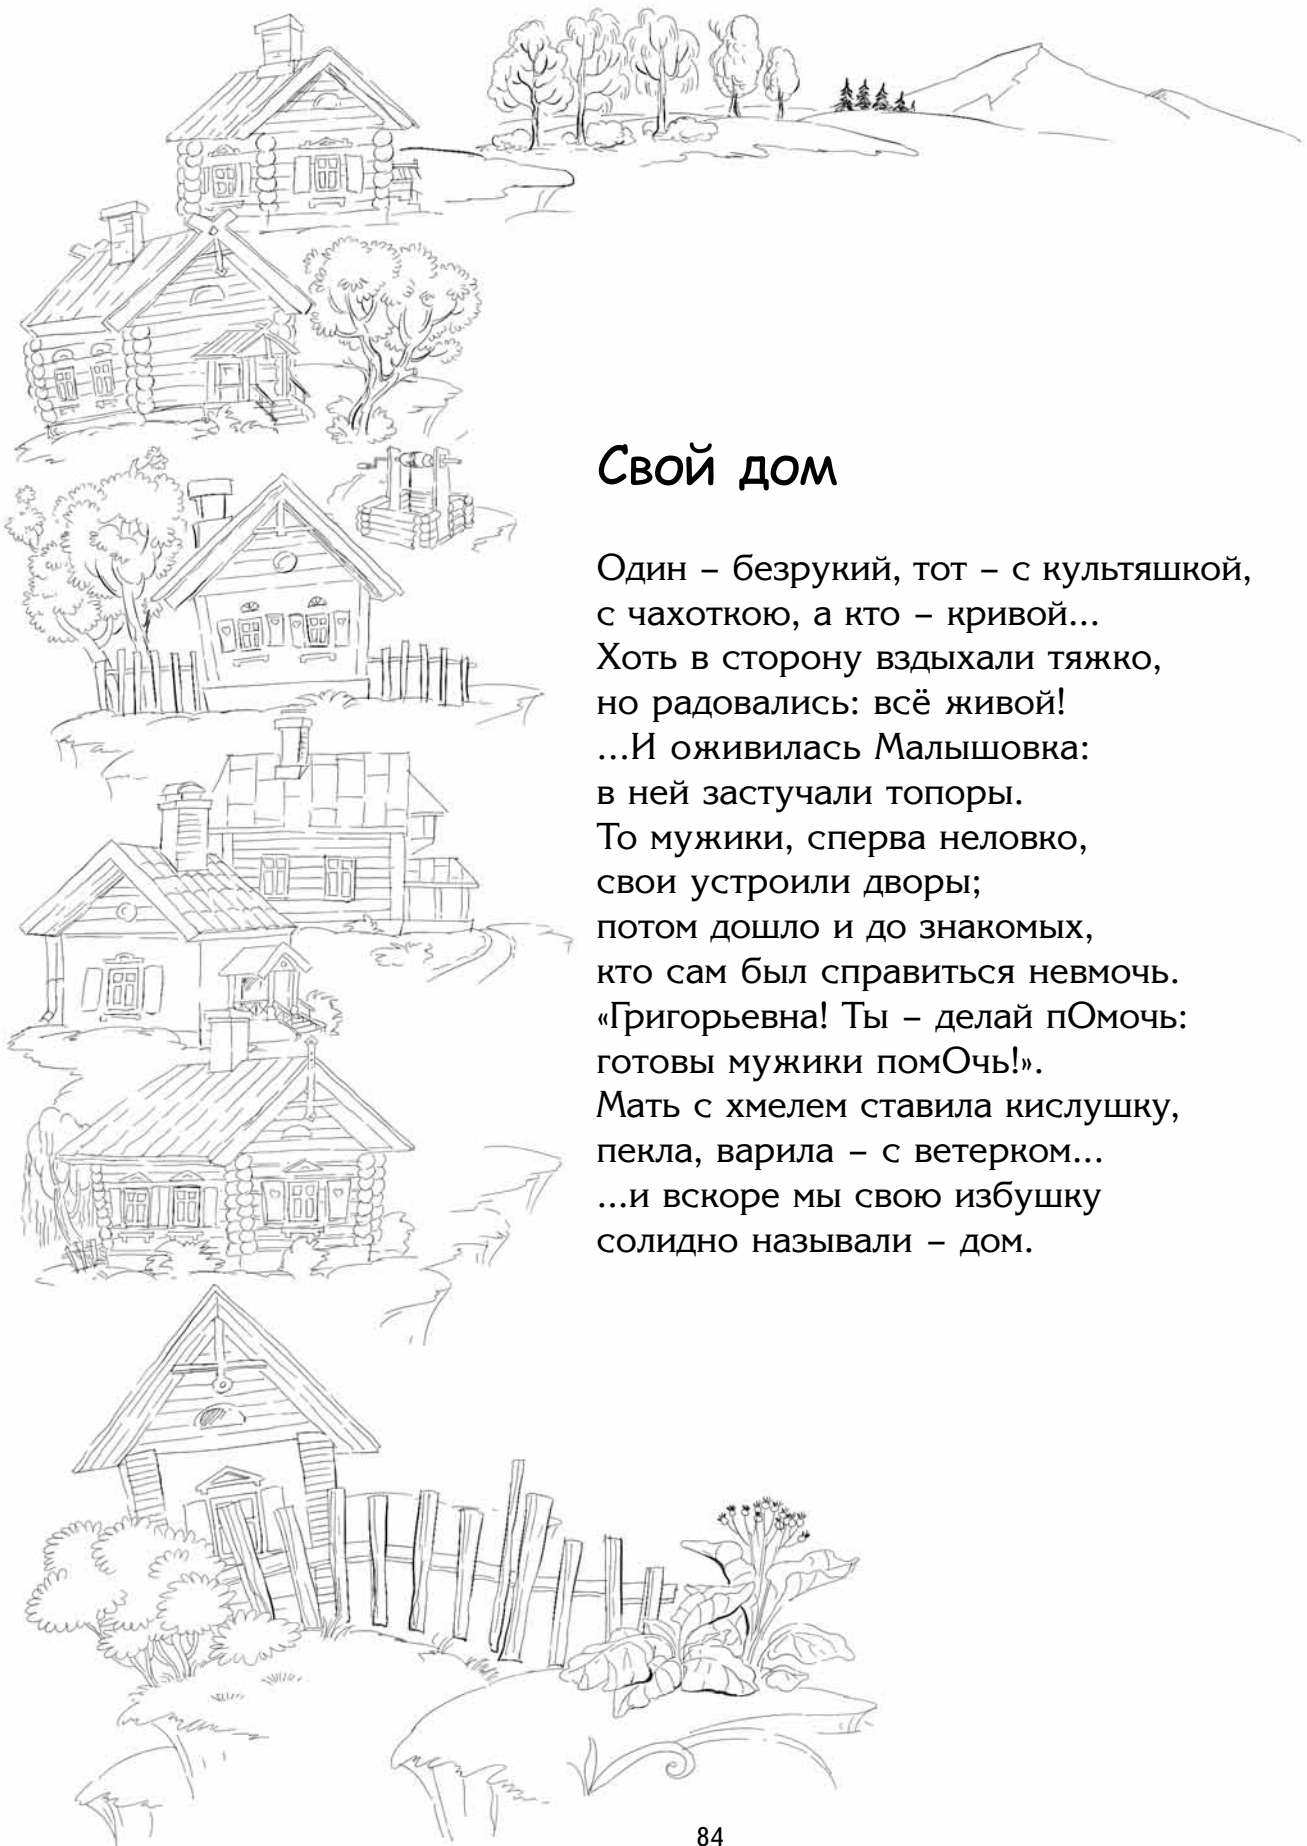 Свой дом
Один – безрукий, тот – с культяшкой,
с чахоткою, а кто – кривой...
Хоть в сторону вздыхали тяжко,
но радовались: всё живой!
...И оживилась Малышовка:
в ней застучали топоры.
То мужики, сперва неловко,
свои устроили дворы;
потом дошло и до знакомых,
кто сам был справиться невмочь.
«Григорьевна! Ты – делай пОмочь:
готовы мужики помОчь!».
Мать с хмелем ставила кислушку,
пекла, варила – с ветерком...
...и вскоре мы свою избушку
солидно называли – дом.
84